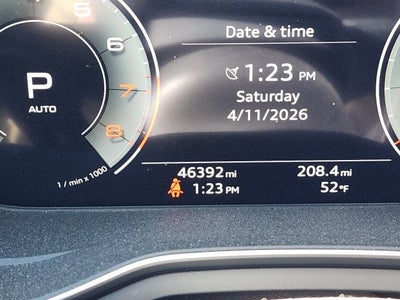 Date & time
1:23 PM
Saturday
4/11/2026
5
6
7
8
P
AUTO
1 / min x 1000
46392 mi
208.4 mi
1:23 PM
52 °F